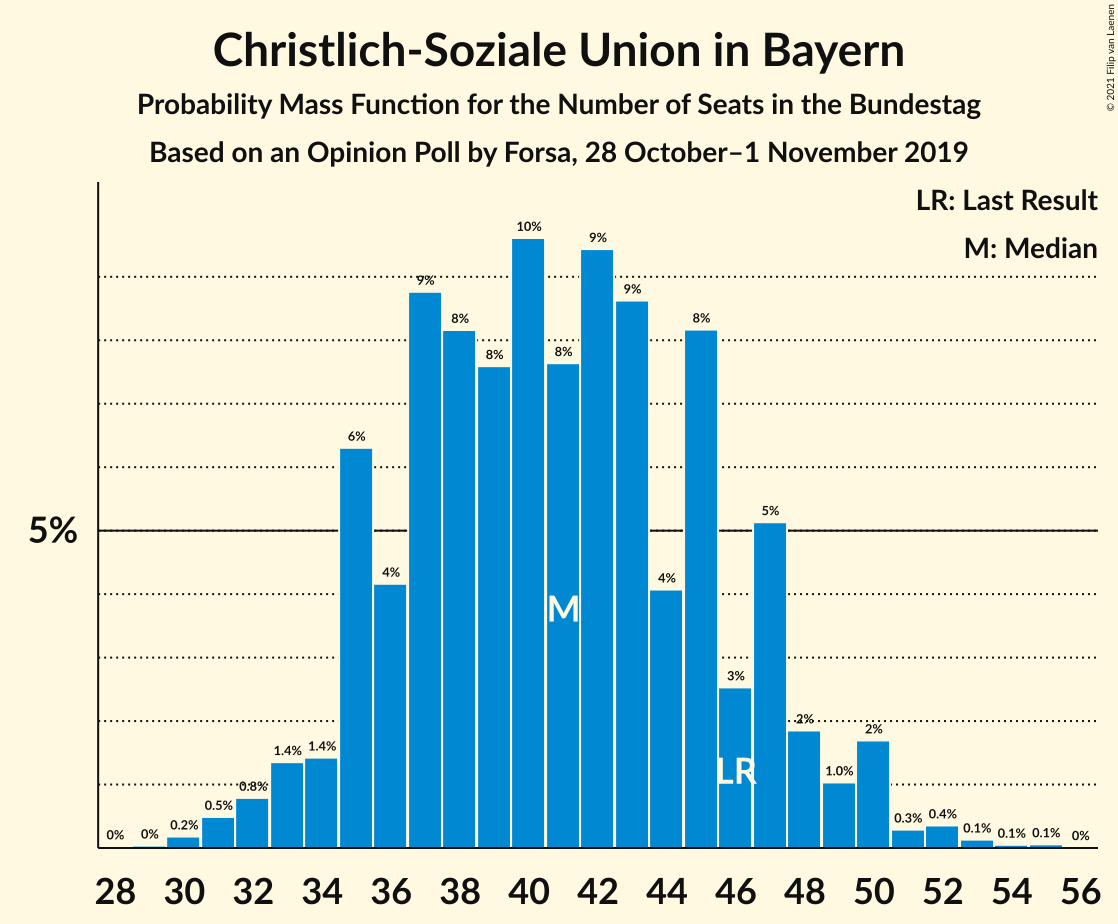 Christlich-Soziale Union in Bayern
Probability Mass Function for the Number of Seats in the Bundestag
Based on an Opinion Poll by Forsa, 28 October–1 November 2019
© 2021 Filip van Laenen
LR: Last Result
M: Median
5%
0% 0% 0.2% 0.5% 0.8% 1.4% 1.4% 6% 4% 9% 8% 8% 10% 8% 9% 9% 4% 8% 3% 5% 2% 1.0% 2% 0.3% 0.4% 0.1% 0.1% 0.1% 0%
M
LR
28 30 32 34 36 38 40 42 44 46 48 50 52 54 56